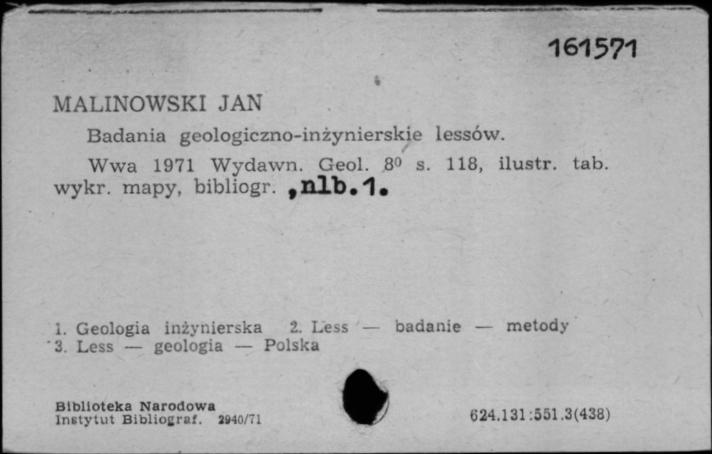 161571
MALINOWSKI JAN
Badania geologiczno-inżynierskie lessów.
Wwa 1971 Wydawn. Geol. 8⁰ s. 118, ilustr. tab.
wykr. mapy, bibliogr. ,nlb.1.
1. Geologia inżynierska 2. Less — badanie — metody
3. Less — geologia — Polska
Biblioteka Narodowa
Instytut Bibliograf. 2940/71
624.131:551.3(438)